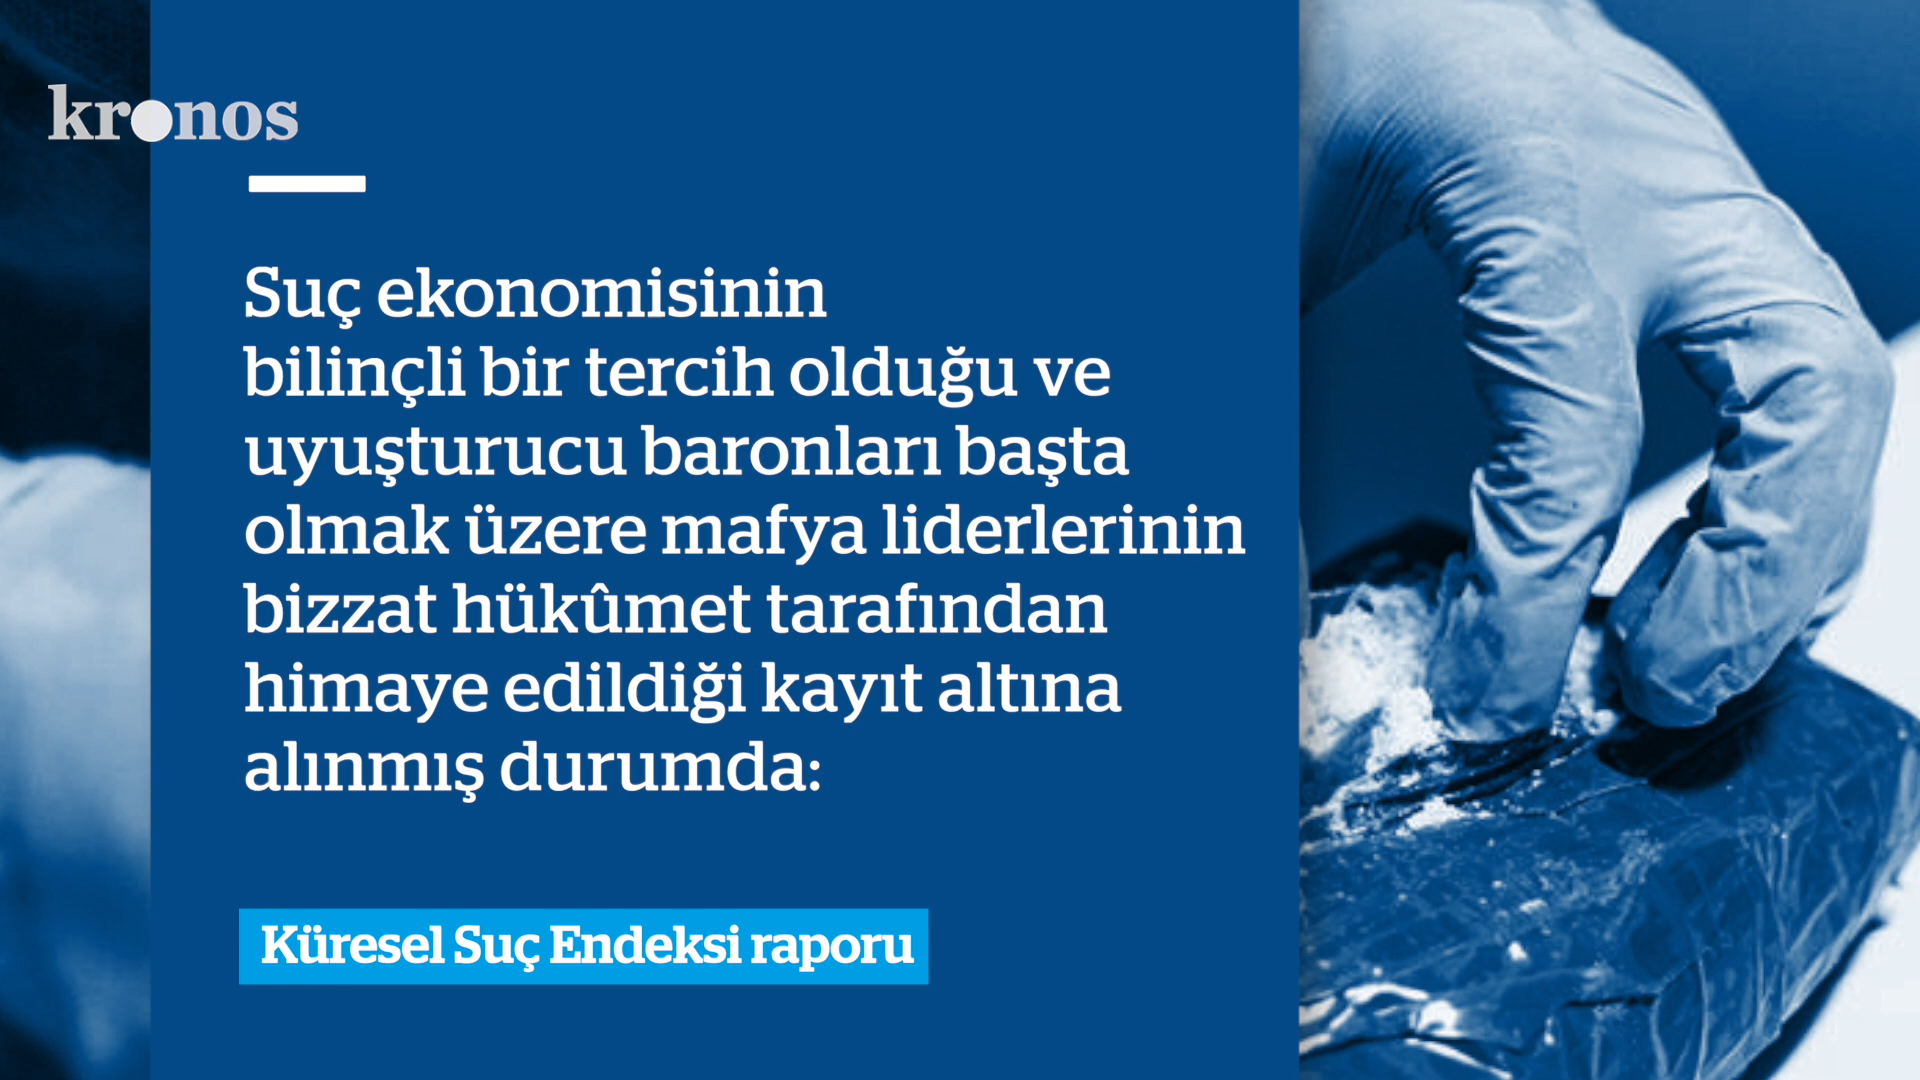 kronos
Suç ekonomisinin
bilinçli bir tercih olduğu ve
uyuşturucu baronları başta
olmak üzere mafya liderlerinin
bizzat hükûmet tarafından
himaye edildiği kayıt altına
alınmış durumda:
Küresel Suç Endeksi raporu